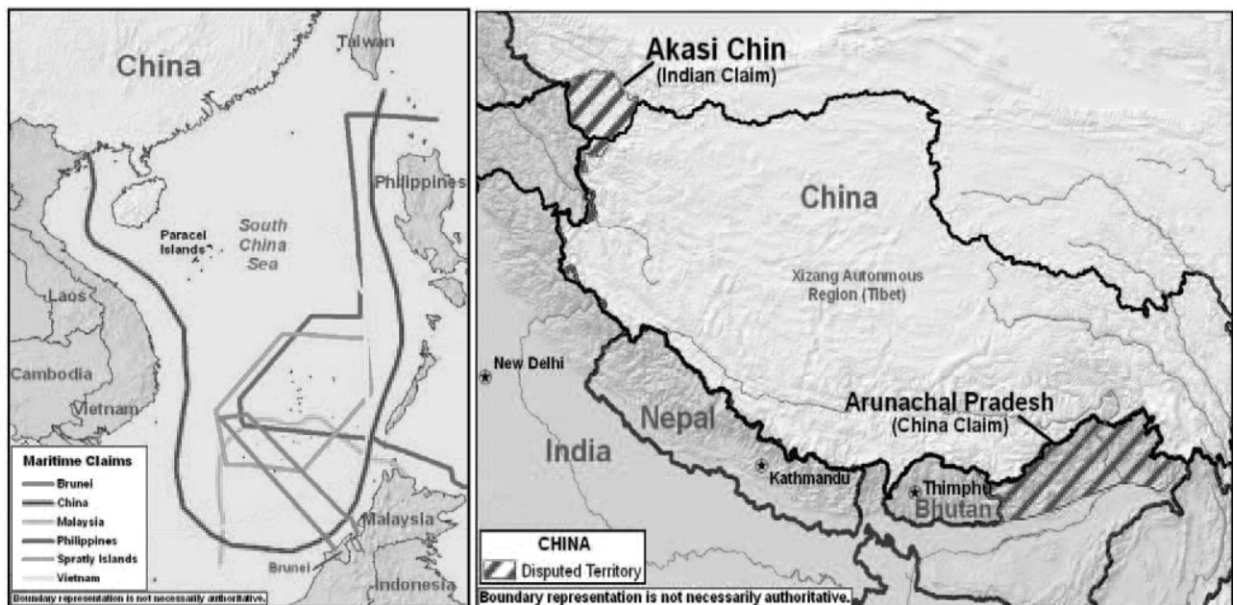 China
Taiwan
Philippines
Paracel
Islands
South
China
Sea
Laos
Cambodia
Vietnam
Malaysia
Brunei
Indonesia
Maritime Claims
Brunei
China
Malaysia
Philippines
Spratly Islands
Vietnam
Boundary representation is not necessarily authoritative.
Akasi Chin
(Indian Claim)
China
Xizang Autonmous
Region (Tibet)
New Delhi
Arunachal Pradesh
(China Claim)
Nepal
India
Kathmandu
Thimphu
Bhutan
CHINA
Disputed Territory
Boundary representation is not necessarily authoritative.